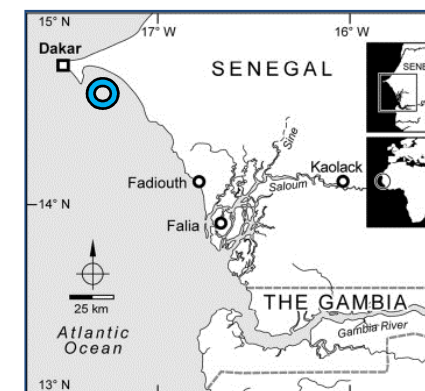 15° N
17° W
16° W
Dakar
SENEGAL
SENE
Sine
Kaolack
Fadiouth
Saloum
14° N
Falia
25 km
THE GAMBIA
Gambia River
Atlantic
Ocean
13° N